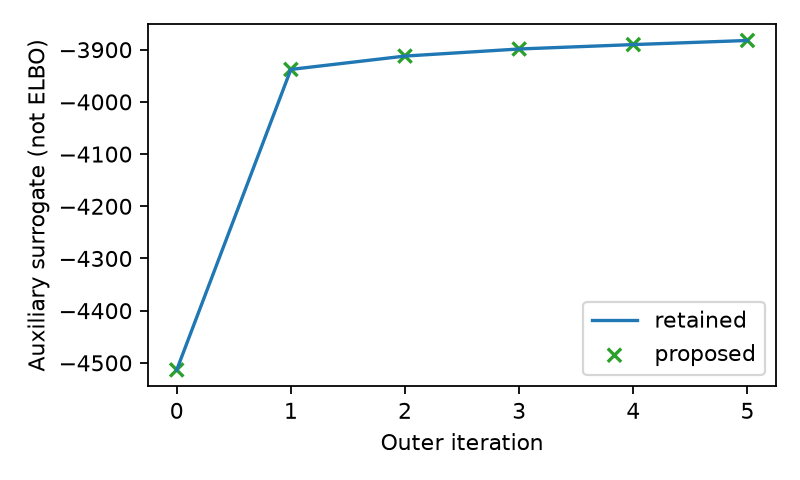 Auxiliary surrogate (not ELBO)
−3900
−4000
−4100
−4200
−4300
−4400
−4500
retained
proposed
0 1 2 3 4 5
Outer iteration